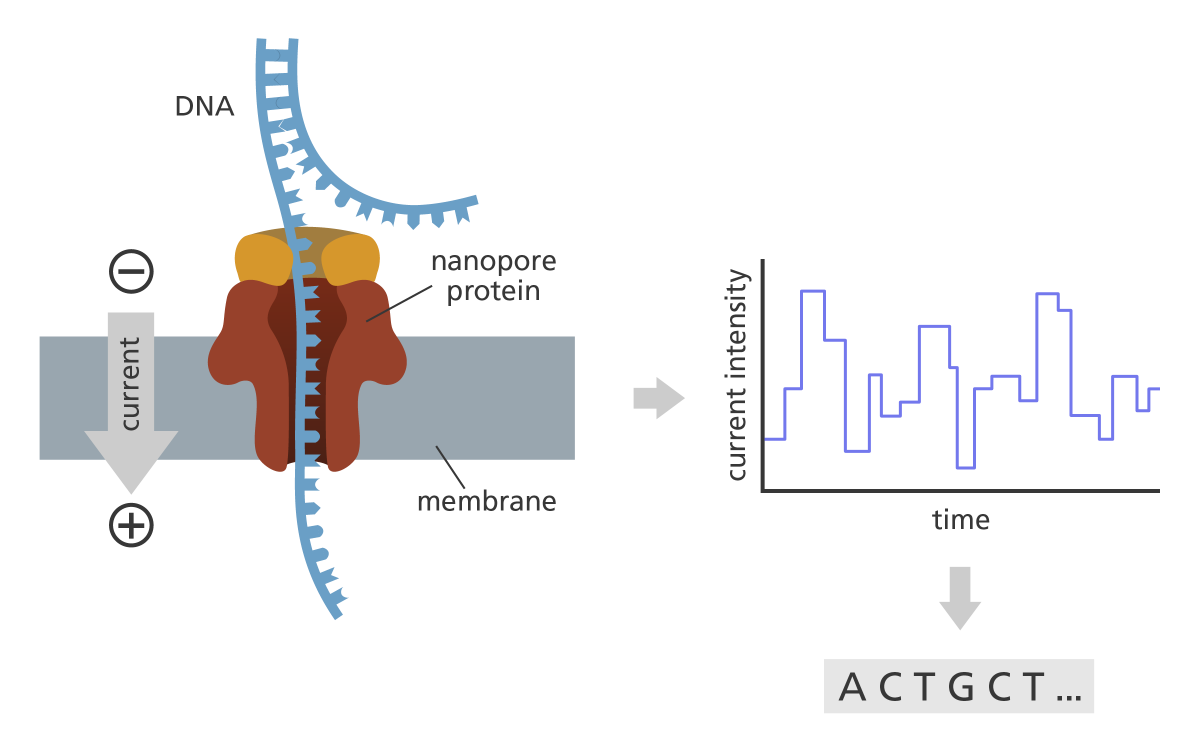 DNA
nanopore
protein
−
current
+
membrane
current intensity
time
A C T G C T ...